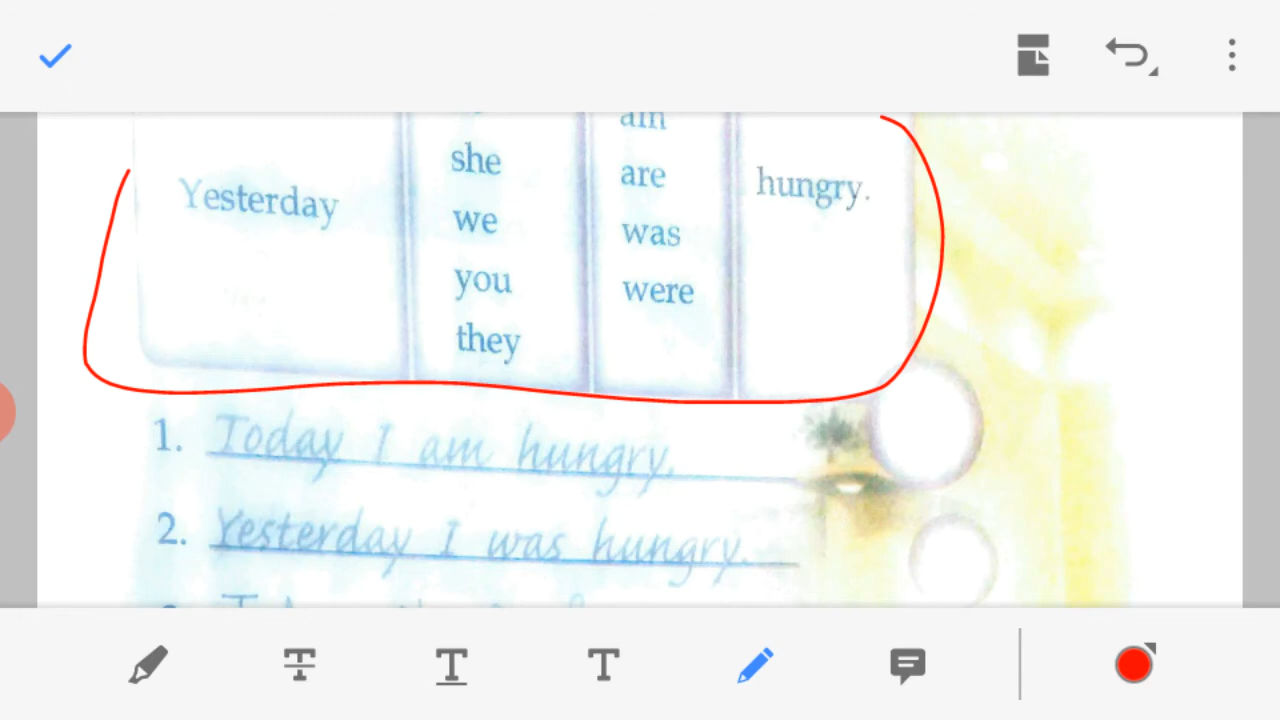 am
she
are
Yesterday
hungry.
we
was
you
were
they
1. Today I am hungry.
2. Yesterday I was hungry.